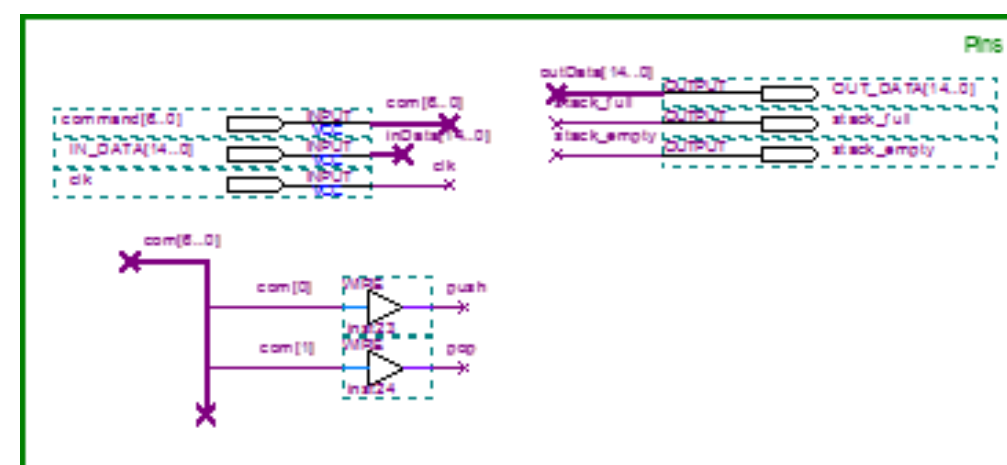 Pins
outData[14..0]
OUTPUT
OUT_DATA[14..0]
stack_full
OUTPUT
stack_full
stack_empty
OUTPUT
stack_empty
command[6..0]
INPUT
VCC
com[6..0]
IN_DATA[14..0]
INPUT
VCC
inData[14..0]
clk
INPUT
VCC
clk
com[6..0]
com[0]
WIRE
inst23
push
com[1]
WIRE
inst24
pop